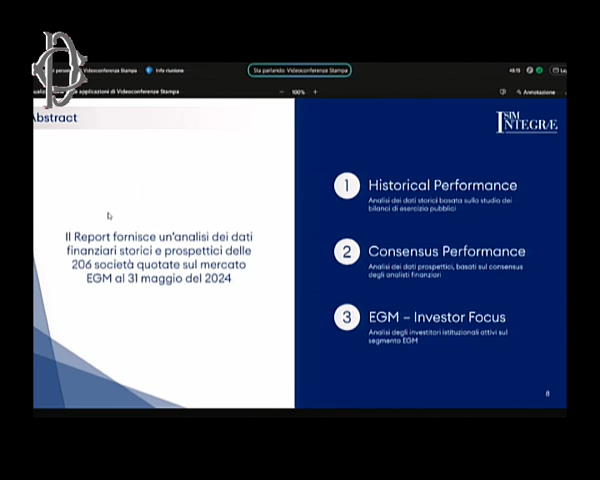 Videoconferenza Stampa
Info riunione
Sta parlando: Videoconferenza Stampa
applicazioni di Videoconferenza Stampa
100%
Annotazione
Abstract
Il Report fornisce un'analisi dei dati
finanziari storici e prospettici delle
206 società quotate sul mercato
EGM al 31 maggio del 2024
SIM
INTEGRÆ
1 Historical Performance
Analisi dei dati storici basata sullo studio dei
bilanci di esercizio pubblici
2 Consensus Performance
Analisi dei dati prospettici, basati sul consensus
degli analisti finanziari
3 EGM – Investor Focus
Analisi degli investitori istituzionali attivi sul
segmento EGM
8